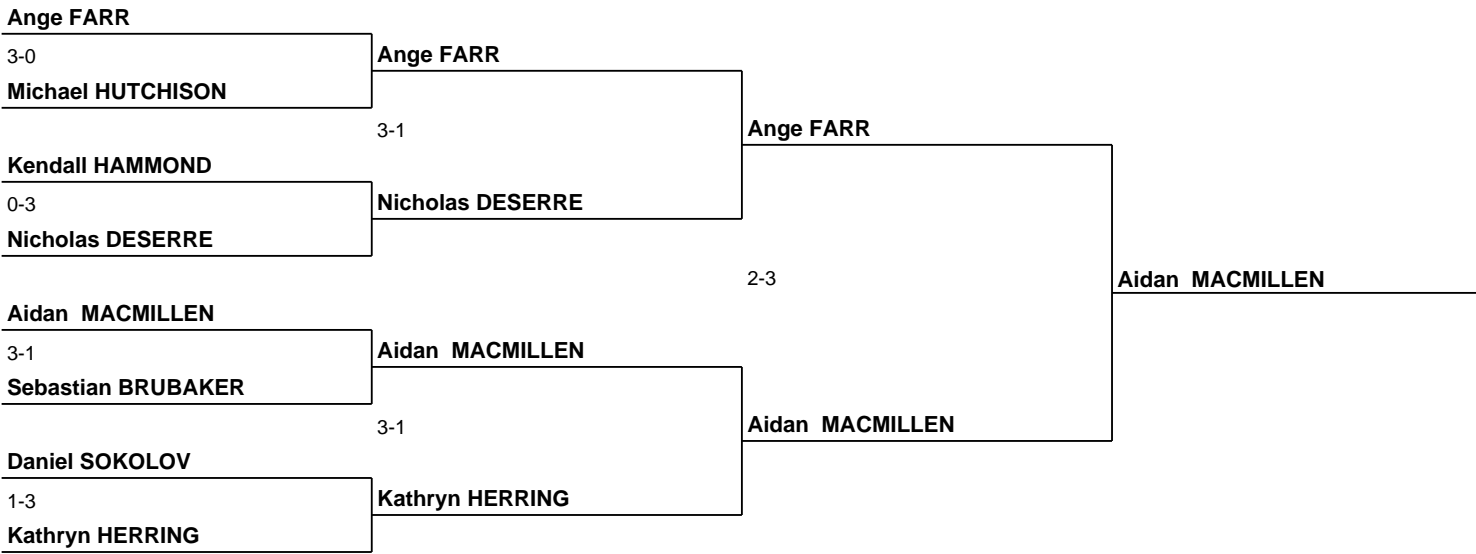 Ange FARR
3-0
Ange FARR
Michael HUTCHISON
3-1
Ange FARR
Kendall HAMMOND
0-3
Nicholas DESERRE
Nicholas DESERRE
2-3
Aidan  MACMILLEN
Aidan  MACMILLEN
3-1
Aidan  MACMILLEN
Sebastian BRUBAKER
3-1
Aidan  MACMILLEN
Daniel SOKOLOV
1-3
Kathryn HERRING
Kathryn HERRING